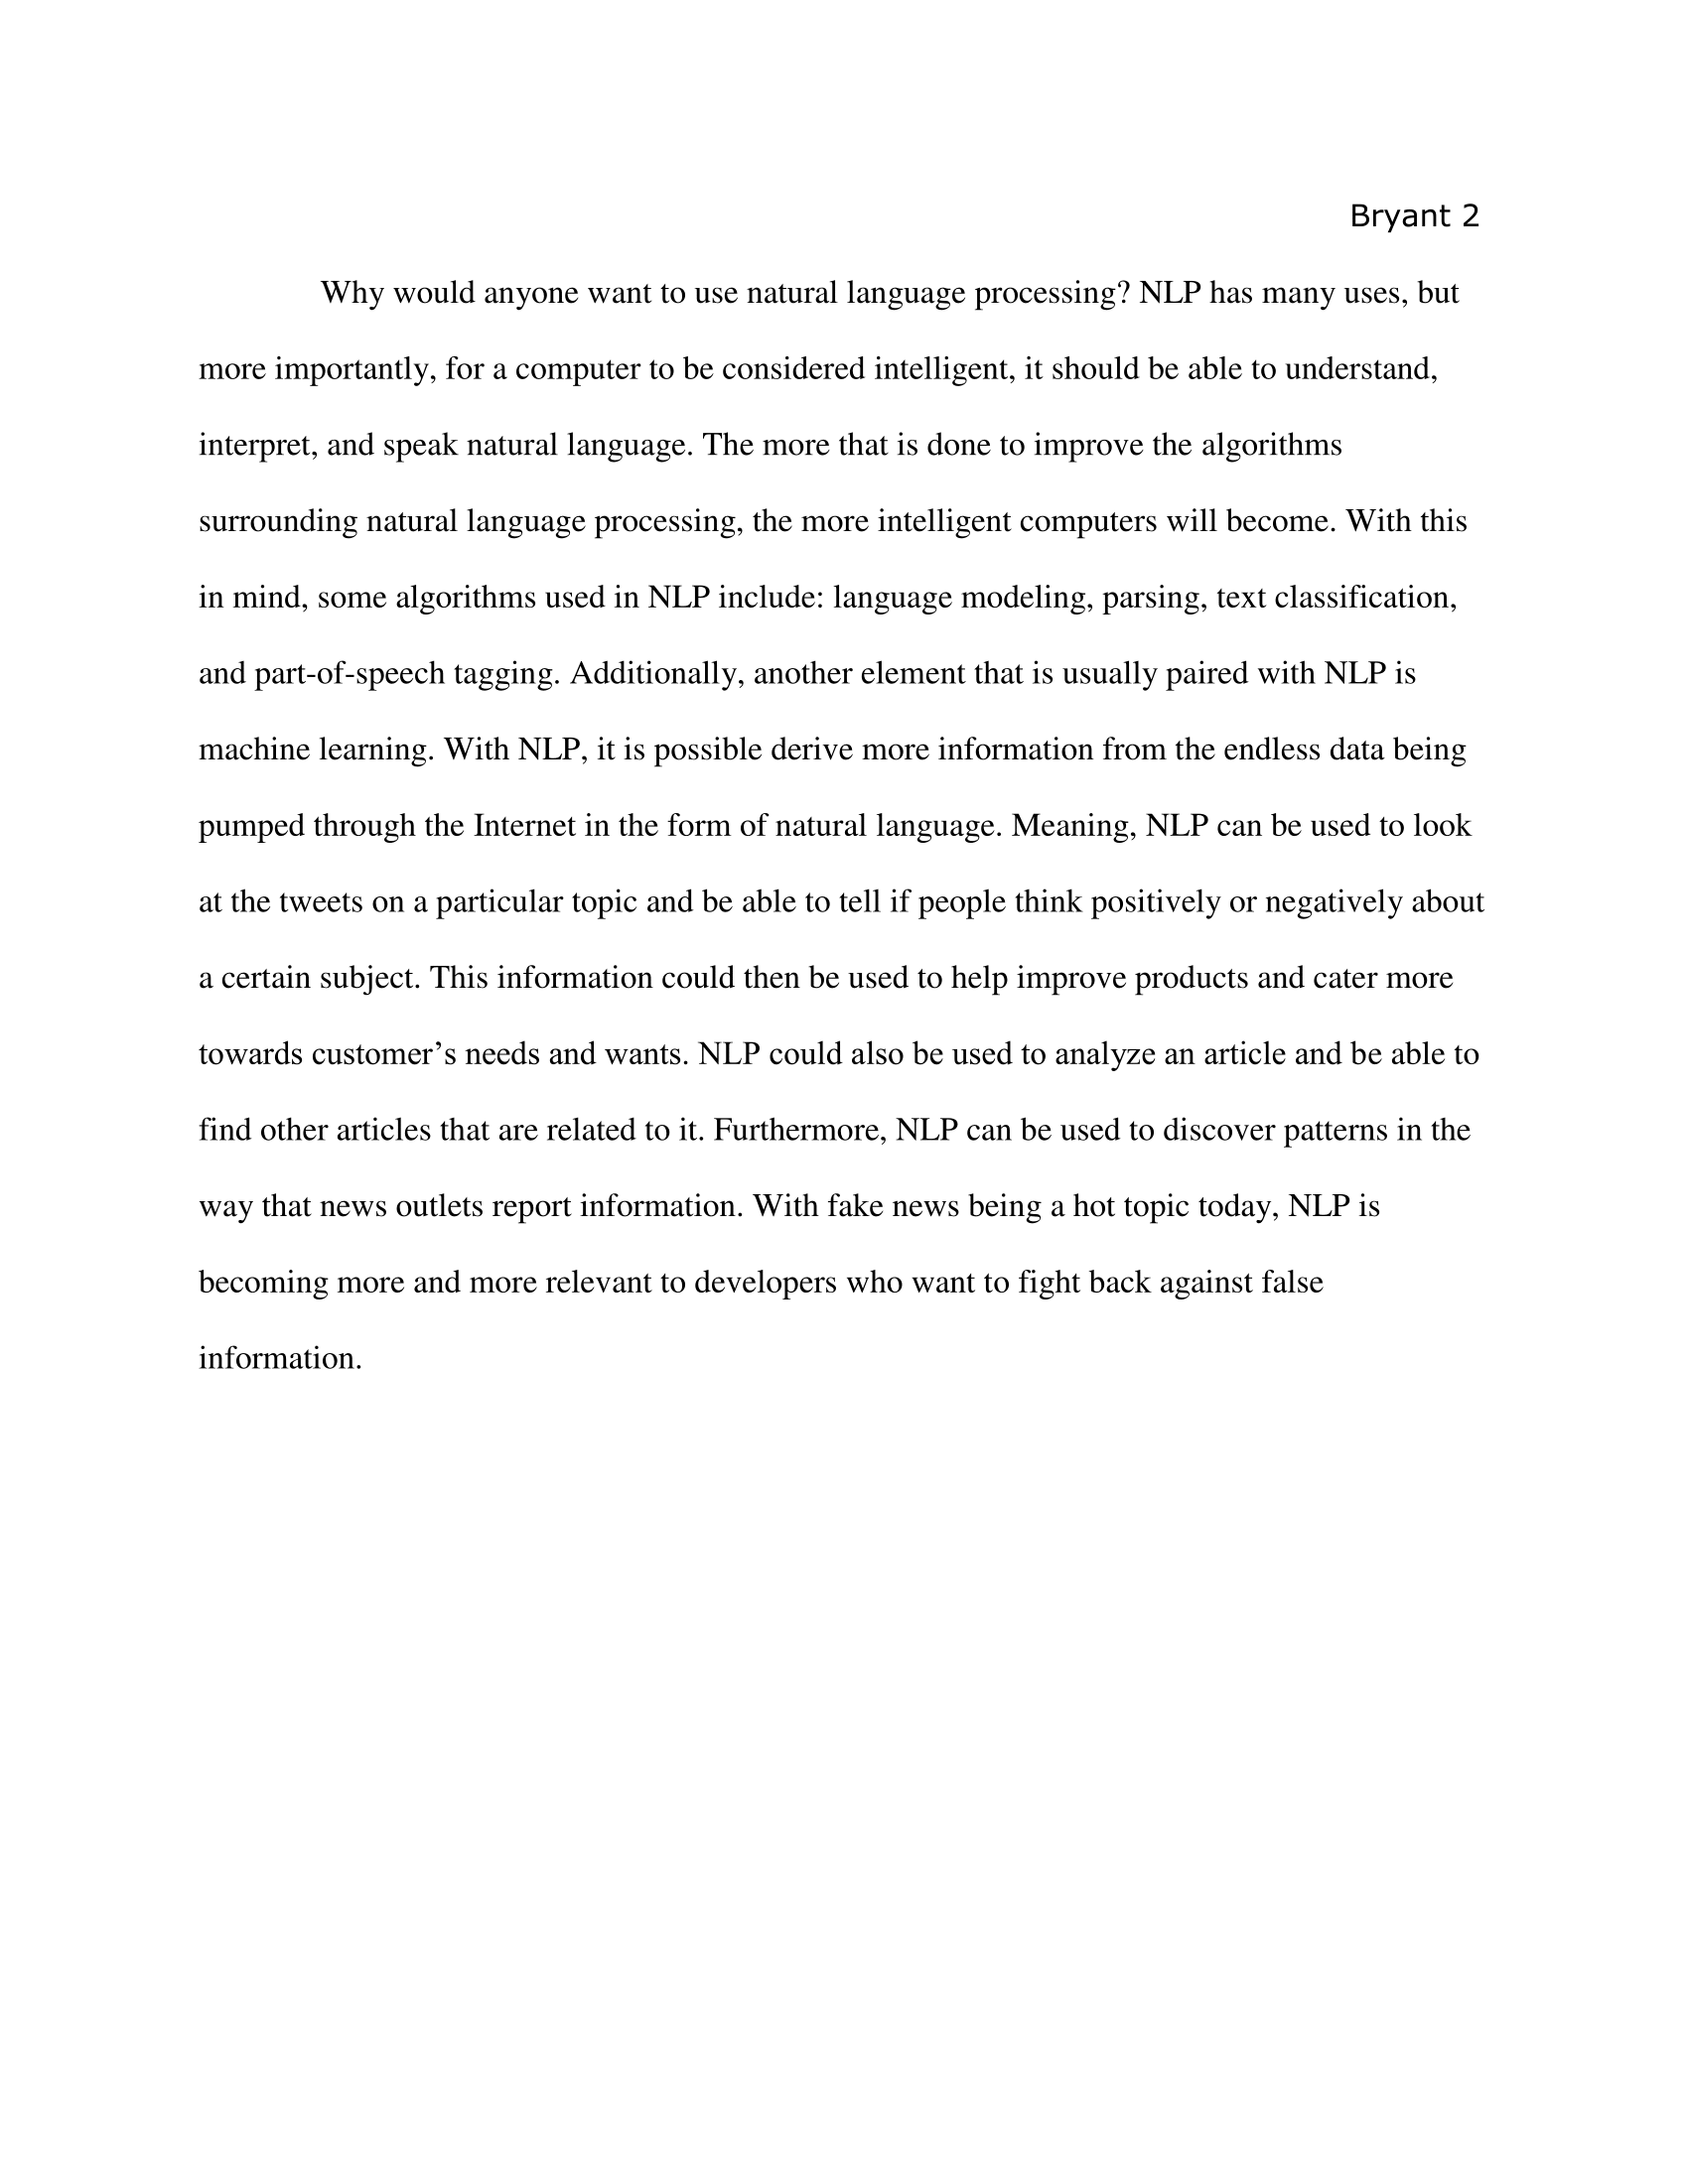 Bryant 2
Why would anyone want to use natural language processing? NLP has many uses, but
more importantly, for a computer to be considered intelligent, it should be able to understand,
interpret, and speak natural language. The more that is done to improve the algorithms
surrounding natural language processing, the more intelligent computers will become. With this
in mind, some algorithms used in NLP include: language modeling, parsing, text classification,
and part-of-speech tagging. Additionally, another element that is usually paired with NLP is
machine learning. With NLP, it is possible derive more information from the endless data being
pumped through the Internet in the form of natural language. Meaning, NLP can be used to look
at the tweets on a particular topic and be able to tell if people think positively or negatively about
a certain subject. This information could then be used to help improve products and cater more
towards customer’s needs and wants. NLP could also be used to analyze an article and be able to
find other articles that are related to it. Furthermore, NLP can be used to discover patterns in the
way that news outlets report information. With fake news being a hot topic today, NLP is
becoming more and more relevant to developers who want to fight back against false
information.